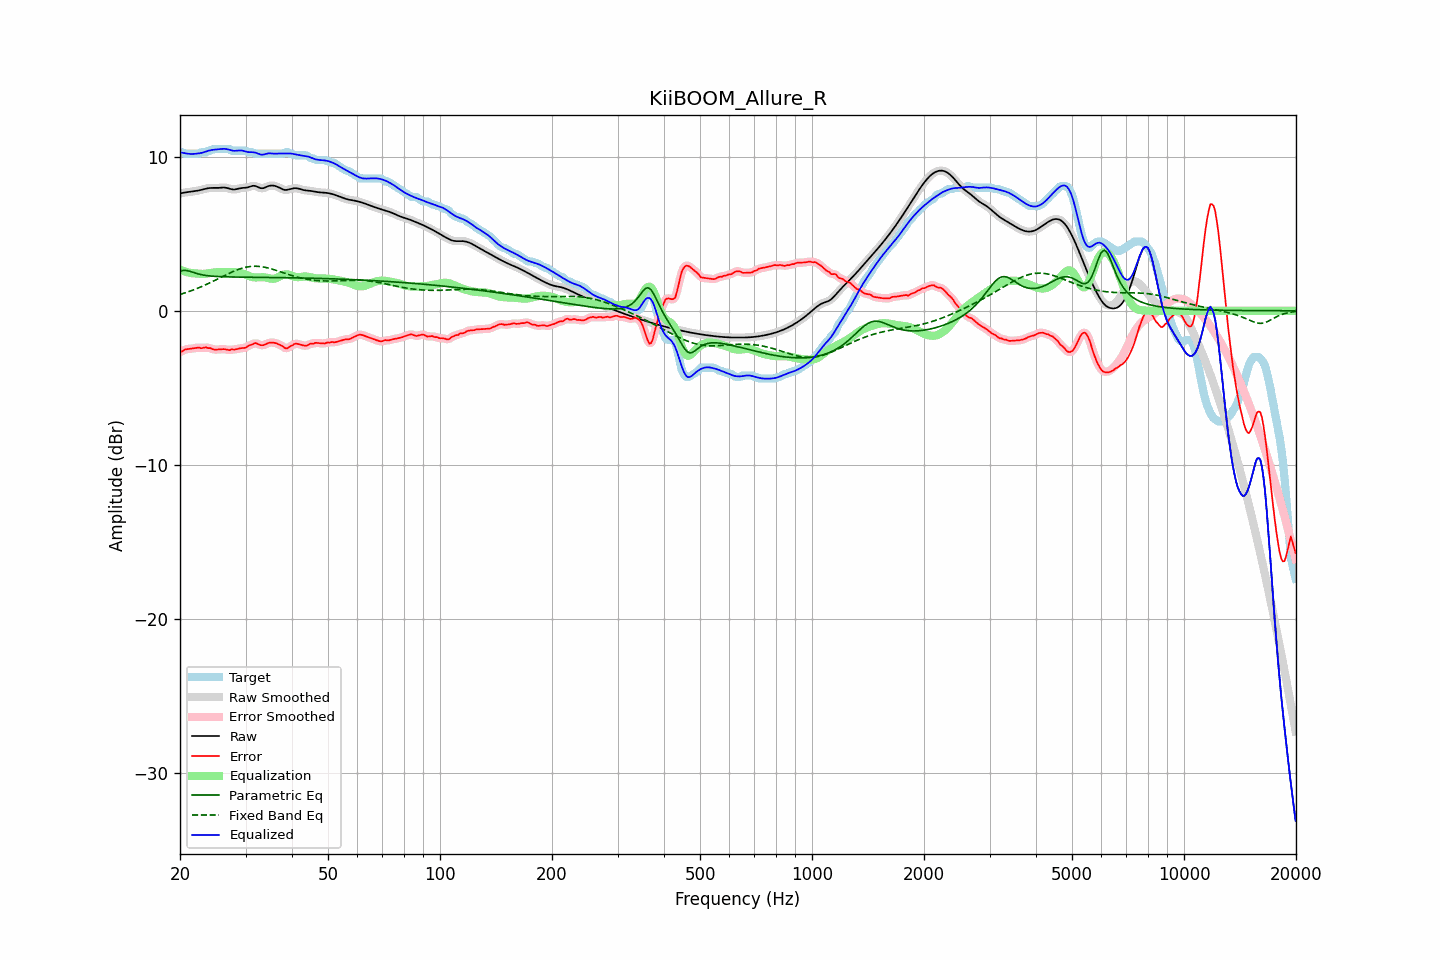 KiiBOOM_Allure_R
Amplitude (dBr)
10
0
−10
−20
−30
Target
Raw Smoothed
Error Smoothed
Raw
Error
Equalization
Parametric Eq
Fixed Band Eq
Equalized
20 50 100 200 500 1000 2000 5000 10000 20000
Frequency (Hz)